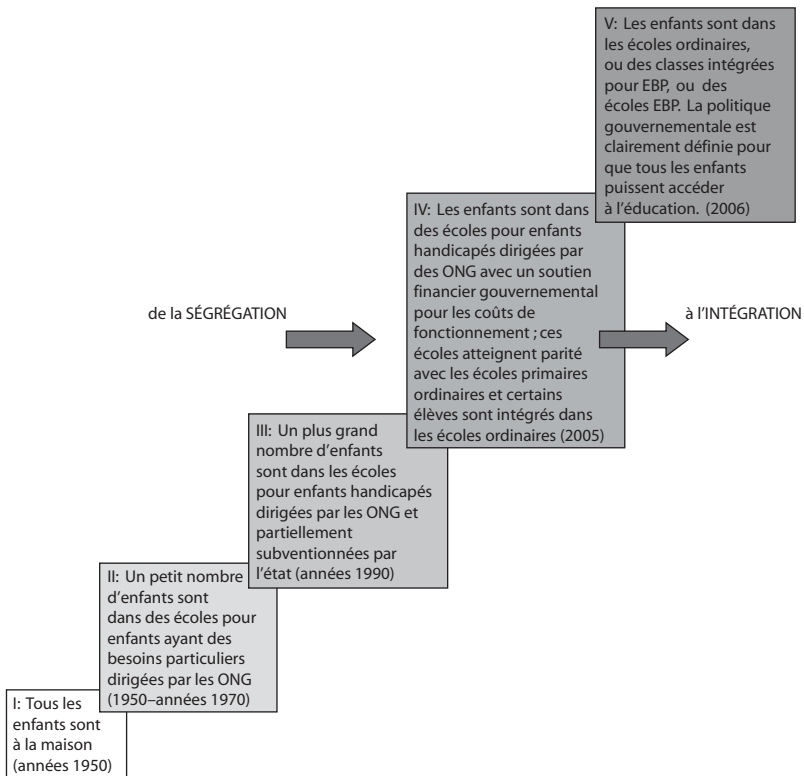 I: Tous les
enfants sont
à la maison
(années 1950)
II: Un petit nombre
d’enfants sont
dans des écoles pour
enfants ayant des
besoins particuliers
dirigées par les ONG
(1950–années 1970)
III: Un plus grand
nombre d’enfants
sont dans les écoles
pour enfants handicapés
dirigées par les ONG et
partiellement
subventionnées par
l’état (années 1990)
IV: Les enfants sont dans
des écoles pour enfants
handicapés dirigées par
des ONG avec un soutien
financier gouvernemental
pour les coûts de
fonctionnement ; ces
écoles atteignent parité
avec les écoles primaires
ordinaires et certains
élèves sont intégrés dans
les écoles ordinaires (2005)
V: Les enfants sont dans
les écoles ordinaires,
ou des classes intégrées
pour EBP, ou des
écoles EBP. La politique
gouvernementale est
clairement définie pour
que tous les enfants
puissent accéder
à l’éducation. (2006)
de la SÉGRÉGATION
à l’INTÉGRATION